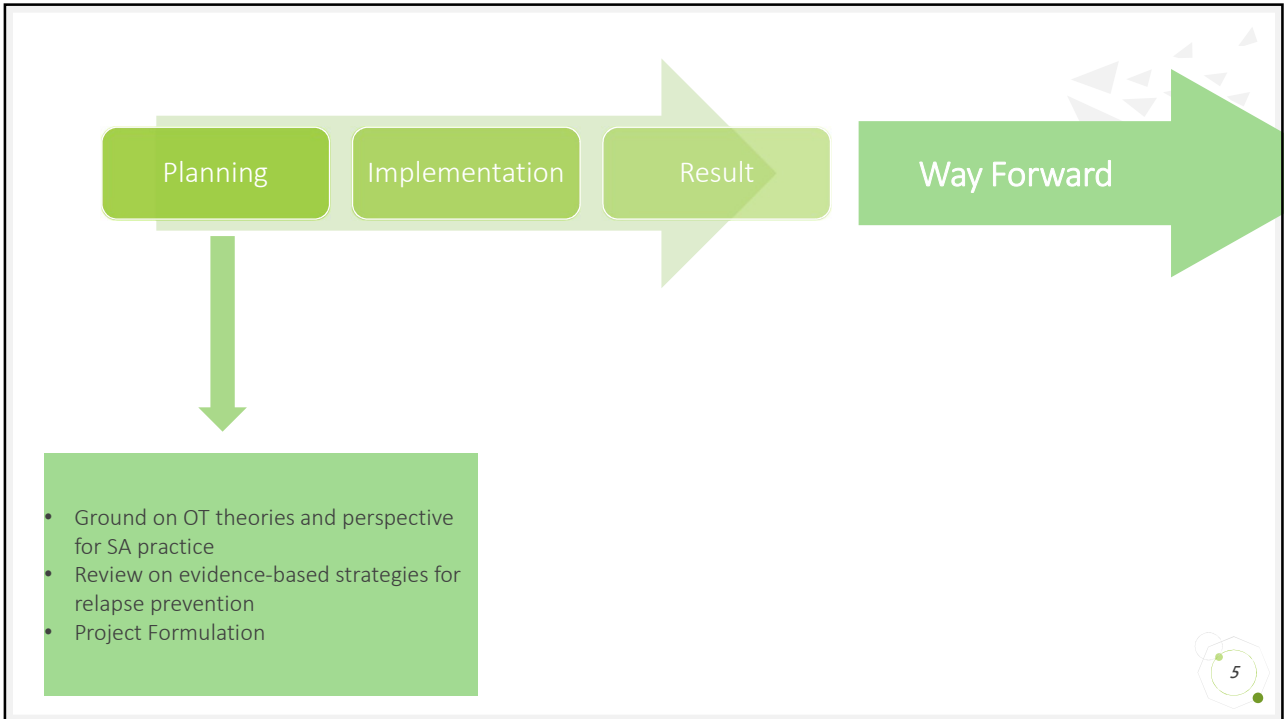 Planning
Implementation
Result
Way Forward
• Ground on OT theories and perspective
for SA practice
• Review on evidence-based strategies for
relapse prevention
• Project Formulation
5